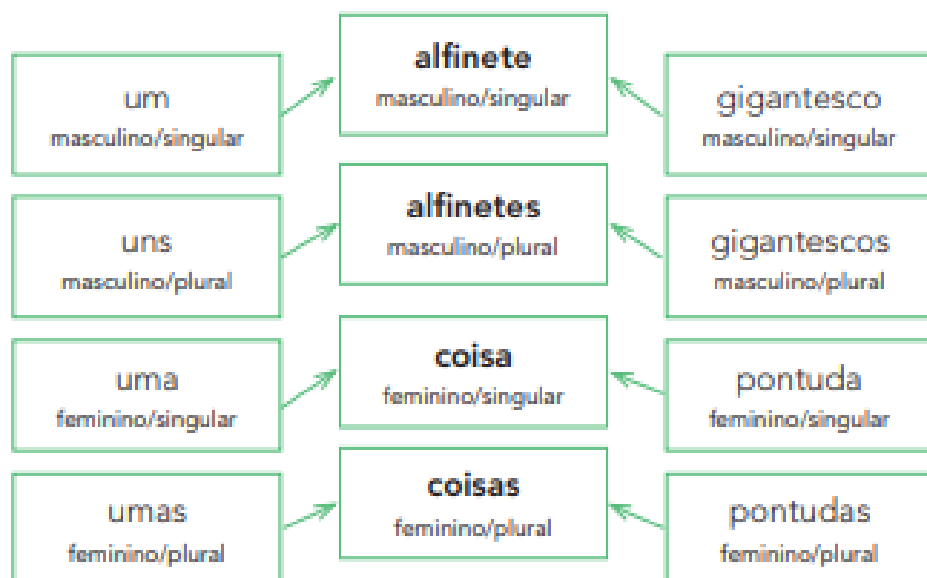 um
masculino/singular
alfinete
masculino/singular
gigantesco
masculino/singular
uns
masculino/plural
alfinetes
masculino/plural
gigantescos
masculino/plural
uma
feminino/singular
coisa
feminino/singular
pontuda
feminino/singular
umas
feminino/plural
coisas
feminino/plural
pontudas
feminino/plural